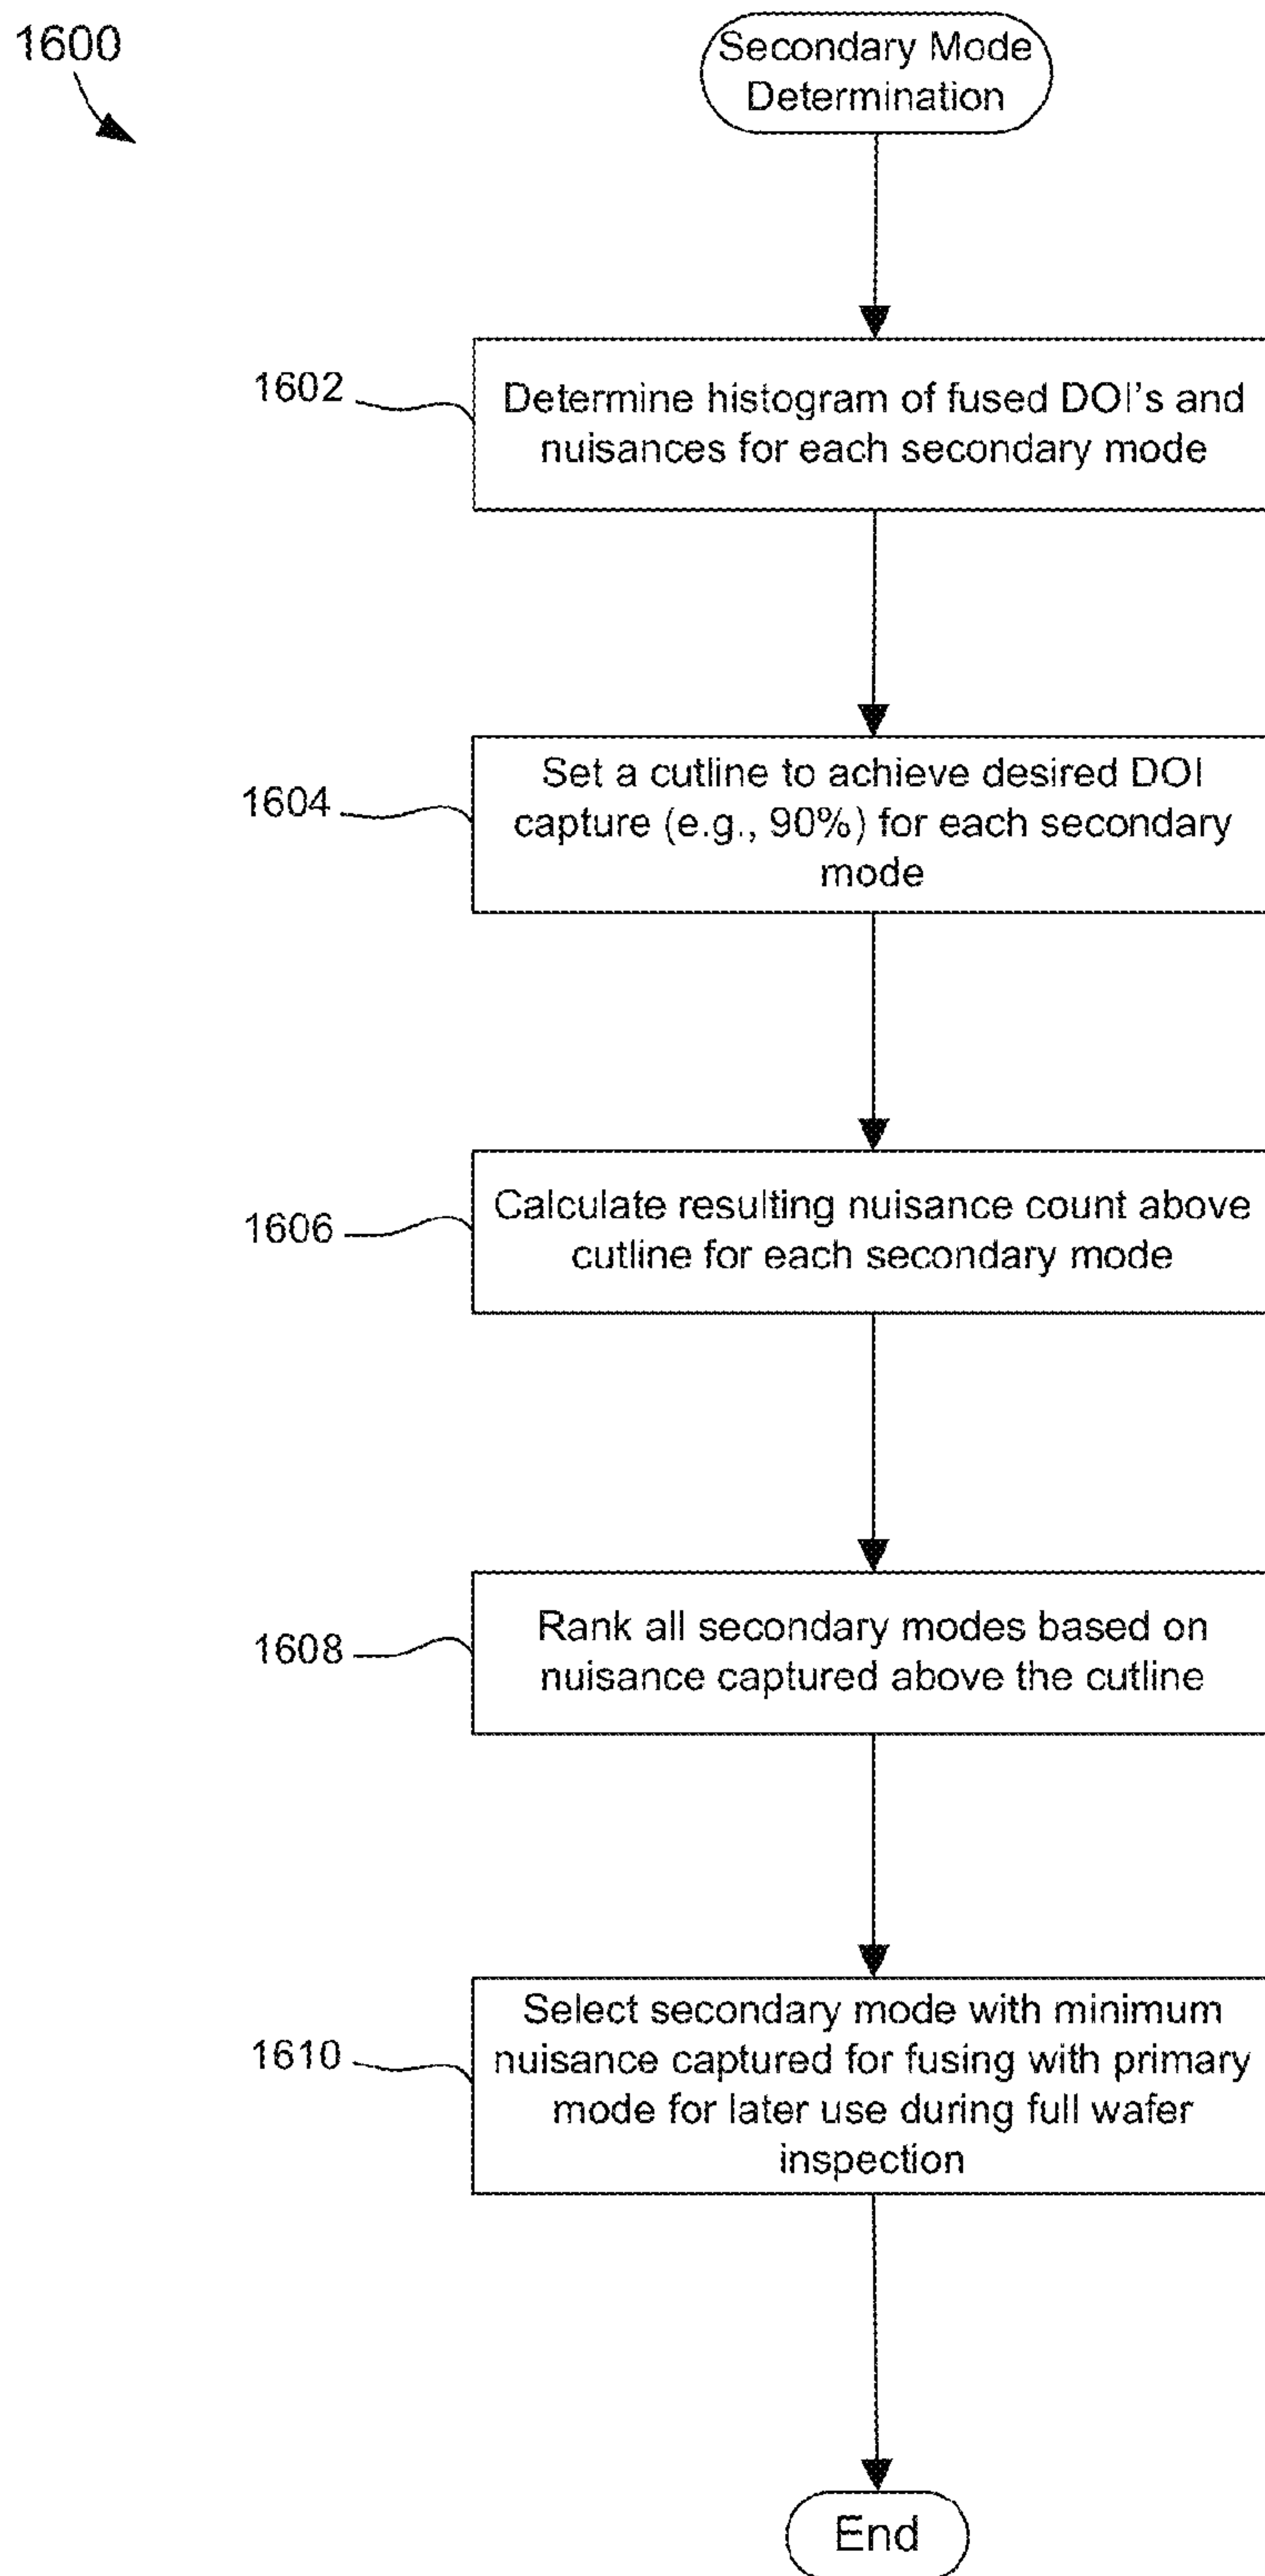 1600
Secondary Mode
Determination
1602
Determine histogram of fused DOI's and
nuisances for each secondary mode
1604
Set a cutline to achieve desired DOI
capture (e.g., 90%) for each secondary
mode
1606
Calculate resulting nuisance count above
cutline for each secondary mode
1608
Rank all secondary modes based on
nuisance captured above the cutline
1610
Select secondary mode with minimum
nuisance captured for fusing with primary
mode for later use during full wafer
inspection
End